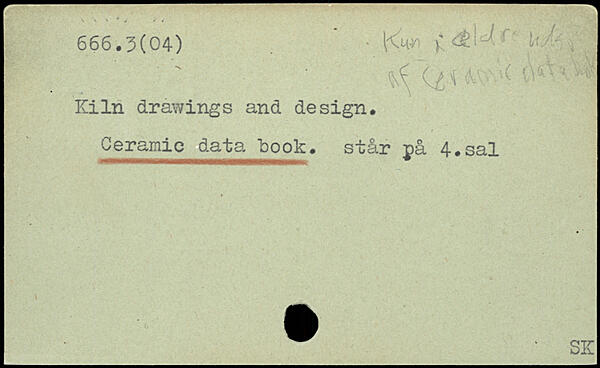 666.3(04)
Kun i ældre udg.
af Ceramic data book
Kiln drawings and design.
Ceramic data book. står på 4.sal
SK